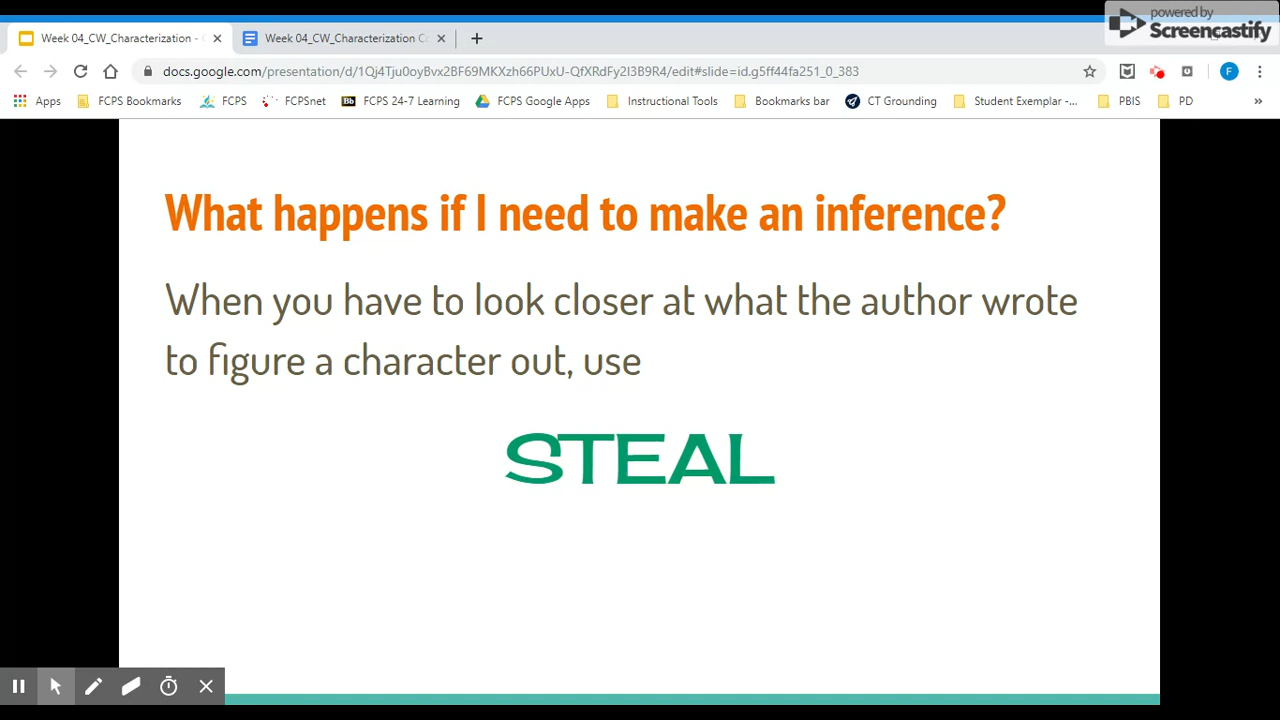 powered by
Screencastify
Week 04_CW_Characterization -
Week 04_CW_Characterization C
docs.google.com/presentation/d/1Qj4Tju0oyBvx28F69MKXzh66PUxU-QfXRdFy2I3B9R4/edit#slide=id.g5ff44fa251_0_383
F
Apps FCPS Bookmarks FCPS FCPSnet Bb FCPS 24-7 Learning FCPS Google Apps Instructional Tools Bookmarks bar CT Grounding Student Exemplar -... PBIS PD »
What happens if I need to make an inference?
When you have to look closer at what the author wrote
to figure a character out, use
STEAL